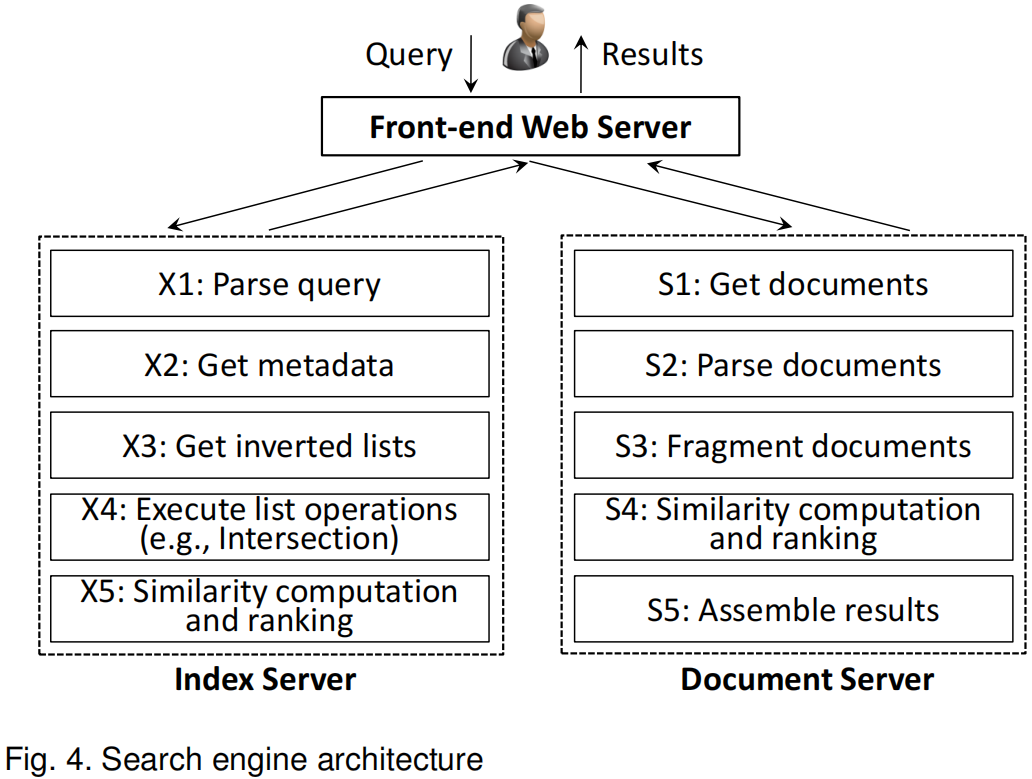 Query
Results
Front-end Web Server
X1: Parse query
X2: Get metadata
X3: Get inverted lists
X4: Execute list operations
(e.g., Intersection)
X5: Similarity computation
and ranking
Index Server
S1: Get documents
S2: Parse documents
S3: Fragment documents
S4: Similarity computation
and ranking
S5: Assemble results
Document Server
Fig. 4. Search engine architecture